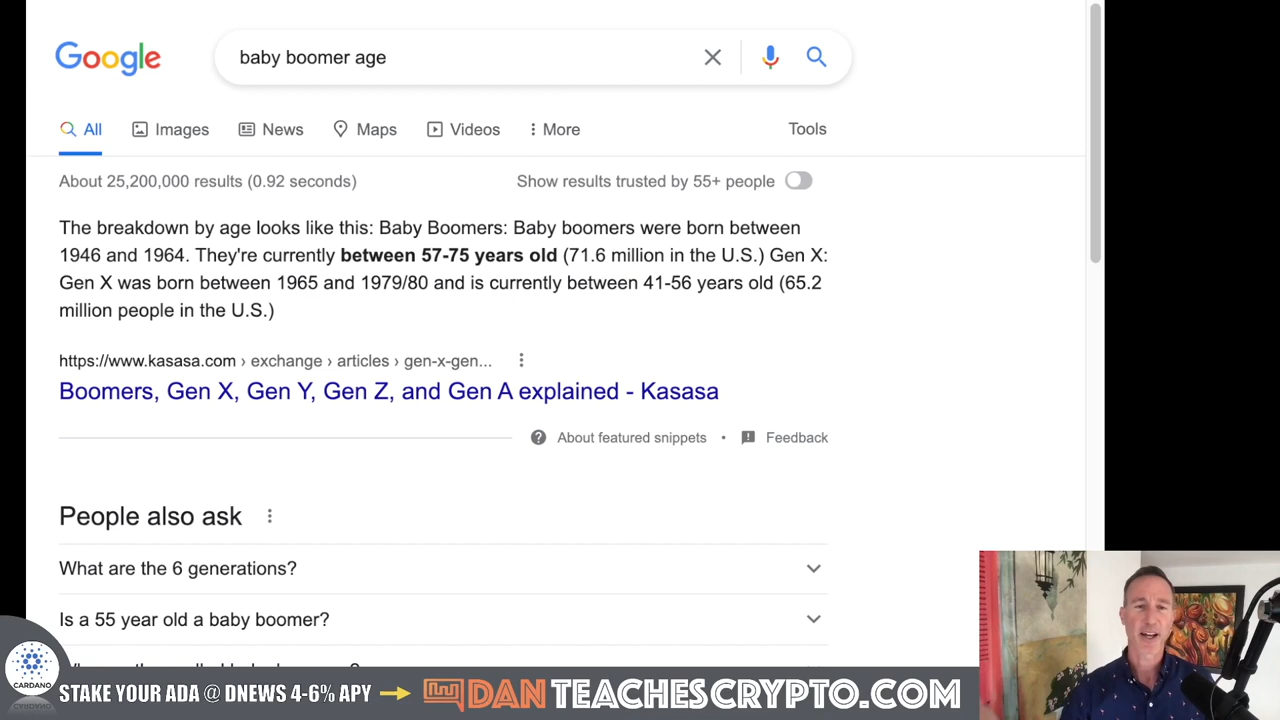 Google
baby boomer age
All Images News Maps Videos More Tools
About 25,200,000 results (0.92 seconds) Show results trusted by 55+ people
The breakdown by age looks like this: Baby Boomers: Baby boomers were born between
1946 and 1964. They're currently between 57-75 years old (71.6 million in the U.S.) Gen X:
Gen X was born between 1965 and 1979/80 and is currently between 41-56 years old (65.2
million people in the U.S.)
https://www.kasasa.com › exchange › articles › gen-x-gen...
Boomers, Gen X, Gen Y, Gen Z, and Gen A explained - Kasasa
About featured snippets • Feedback
People also ask
What are the 6 generations?
Is a 55 year old a baby boomer?
CARDANO
STAKE YOUR ADA @ DNEWS 4-6% APY DANTEACHESCRYPTO.COM